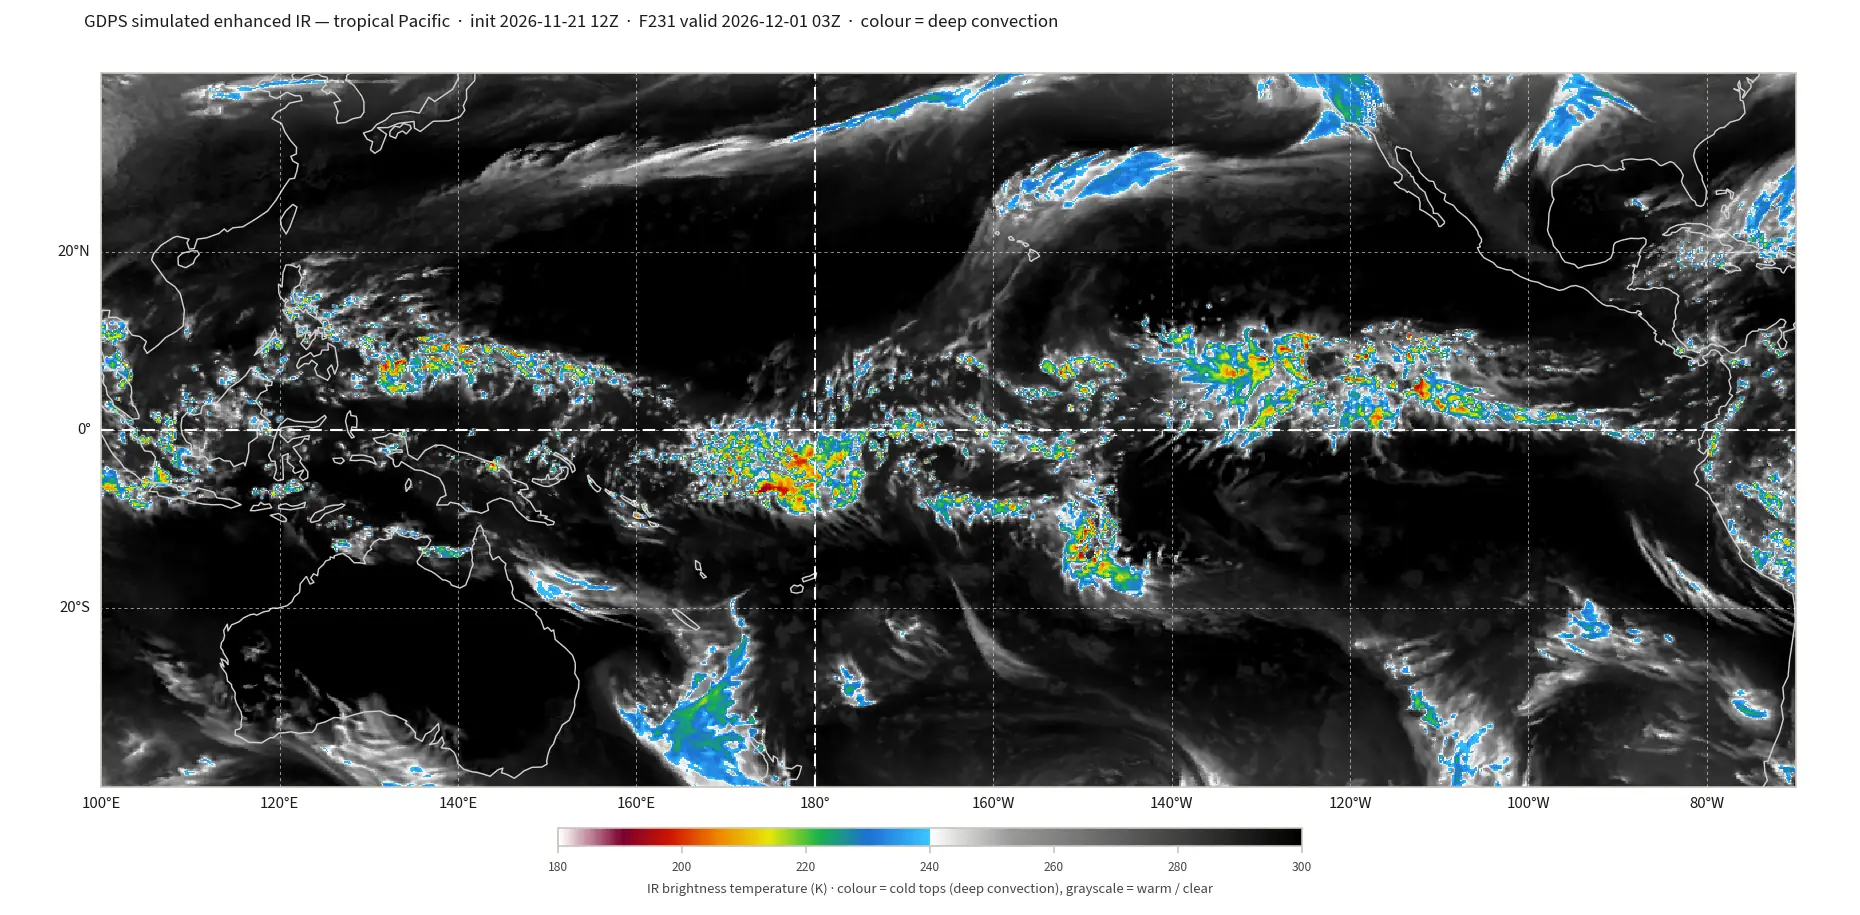 GDPS simulated enhanced IR — tropical Pacific · init 2026-11-21 12Z · F231 valid 2026-12-01 03Z · colour = deep convection
20°N
0°
20°S
100°E 120°E 140°E 160°E 180° 160°W 140°W 120°W 100°W 80°W
180 200 220 240 260 280 300
IR brightness temperature (K) · colour = cold tops (deep convection), grayscale = warm / clear